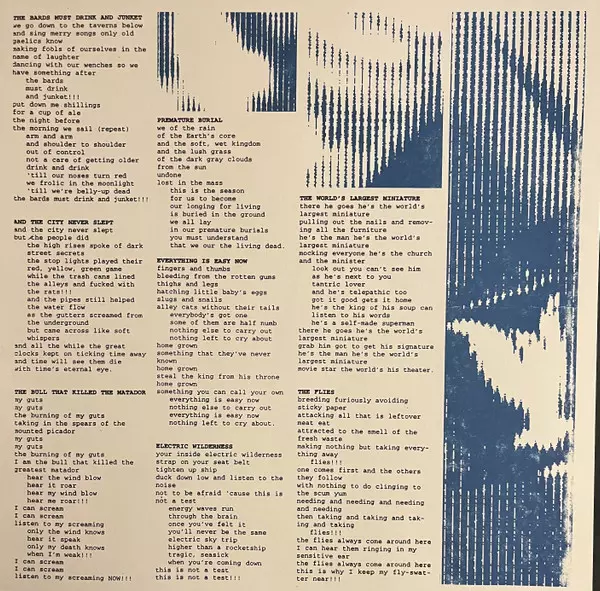 THE BARDS MUST DRINK AND JUNKET
we go down to the taverns below
and sing merry songs only old
gaelics know
making fools of ourselves in the
name of laughter
dancing with our wenches so we
have something after
the bards
must drink
and junket!!!
put down me shillings
for a cup of ale
the night before
the morning we sail (repeat)
arm and arm
and shoulder to shoulder
out of control
not a care of getting older
drink and drink
'till our noses turn red
we frolic in the moonlight
'till we're belly-up dead
the bards must drink and junket!!!
AND THE CITY NEVER SLEPT
and the city never slept
but the people did
the high rises spoke of dark
street secrets
the stop lights played their
red, yellow, green game
while the trash cans lined
the alleys and fucked with
the rats!!!
and the pipes still helped
the water flow
as the gutters screamed from
the underground
but came across like soft
whispers
and all the while the great
clocks kept on ticking time away
and time will see them die
with time's eternal eye.
THE BULL THAT KILLED THE MATADOR
my guts
my guts
the burning of my guts
taking in the spears of the
mounted picador
my guts
my guts
the burning of my guts
I am the bull that killed the
greatest matador
hear the wind blow
hear it roar
hear my wind blow
hear me roar!!!
I can scream
I can scream
listen to my screaming
only the wind knows
hear it speak
only my death knows
when I'm weak!!!
I can scream
I can scream
listen to my screaming NOW!!!
PREMATURE BURIAL
we of the rain
of the Earth's core
and the soft, wet kingdom
and the lush grass
of the dark gray clouds
from the sun
undone
lost in the mass
this is the season
for us to become
our longing for living
is buried in the ground
we all lay
in our premature burials
you must understand
that we our the living dead.
EVERYTHING IS EASY NOW
fingers and thumbs
bleeding from the rotten gums
thighs and legs
hatching little baby's eggs
slugs and snails
alley cats without their tails
everybody's got one
some of them are half numb
nothing else to carry out
nothing left to cry about
home grown
something that they've never
known
home grown
steal the king from his throne
home grown
something you can call your own
everything is easy now
nothing else to carry out
everything is easy now
nothing left to cry about.
ELECTRIC WILDERNESS
your inside electric wilderness
strap on your seat belt
tighten up ship
duck down low and listen to the
noise
not to be afraid 'cause this is
not a test
energy waves run
through the brain
once you've felt it
you'll never be the same
electric sky trip
higher than a rocketship
tragic, seasick
when you're coming down
this is not a test
this is not a test!!!
THE WORLD'S LARGEST MINIATURE
there he goes he's the world's
largest miniature
pulling out the nails and remov-
ing all the furniture
he's the man he's the world's
largest miniature
mocking everyone he's the church
and the minister
look out you can't see him
as he's next to you
tantric lover
and he's telepathic too
got it good gets it home
he's the king of his soup can
listen to his words
he's a self-made superman
there he goes he's the world's
largest miniature
grab him got to get his signature
he's the man he's the world's
largest miniature
movie star the world's his theater.
THE FLIES
breeding furiously avoiding
sticky paper
attacking all that is leftover
meat eat
attracted to the smell of the
fresh waste
making nothing but taking every-
thing away
flies!!!
one comes first and the others
they follow
with nothing to do clinging to
the scum yum
needing and needing and needing
and needing
then taking and taking and tak-
ing and taking
flies!!!
the flies always come around here
I can hear them ringing in my
sensitive ear
the flies always come around here
this is why I keep my fly-swat-
ter near!!!